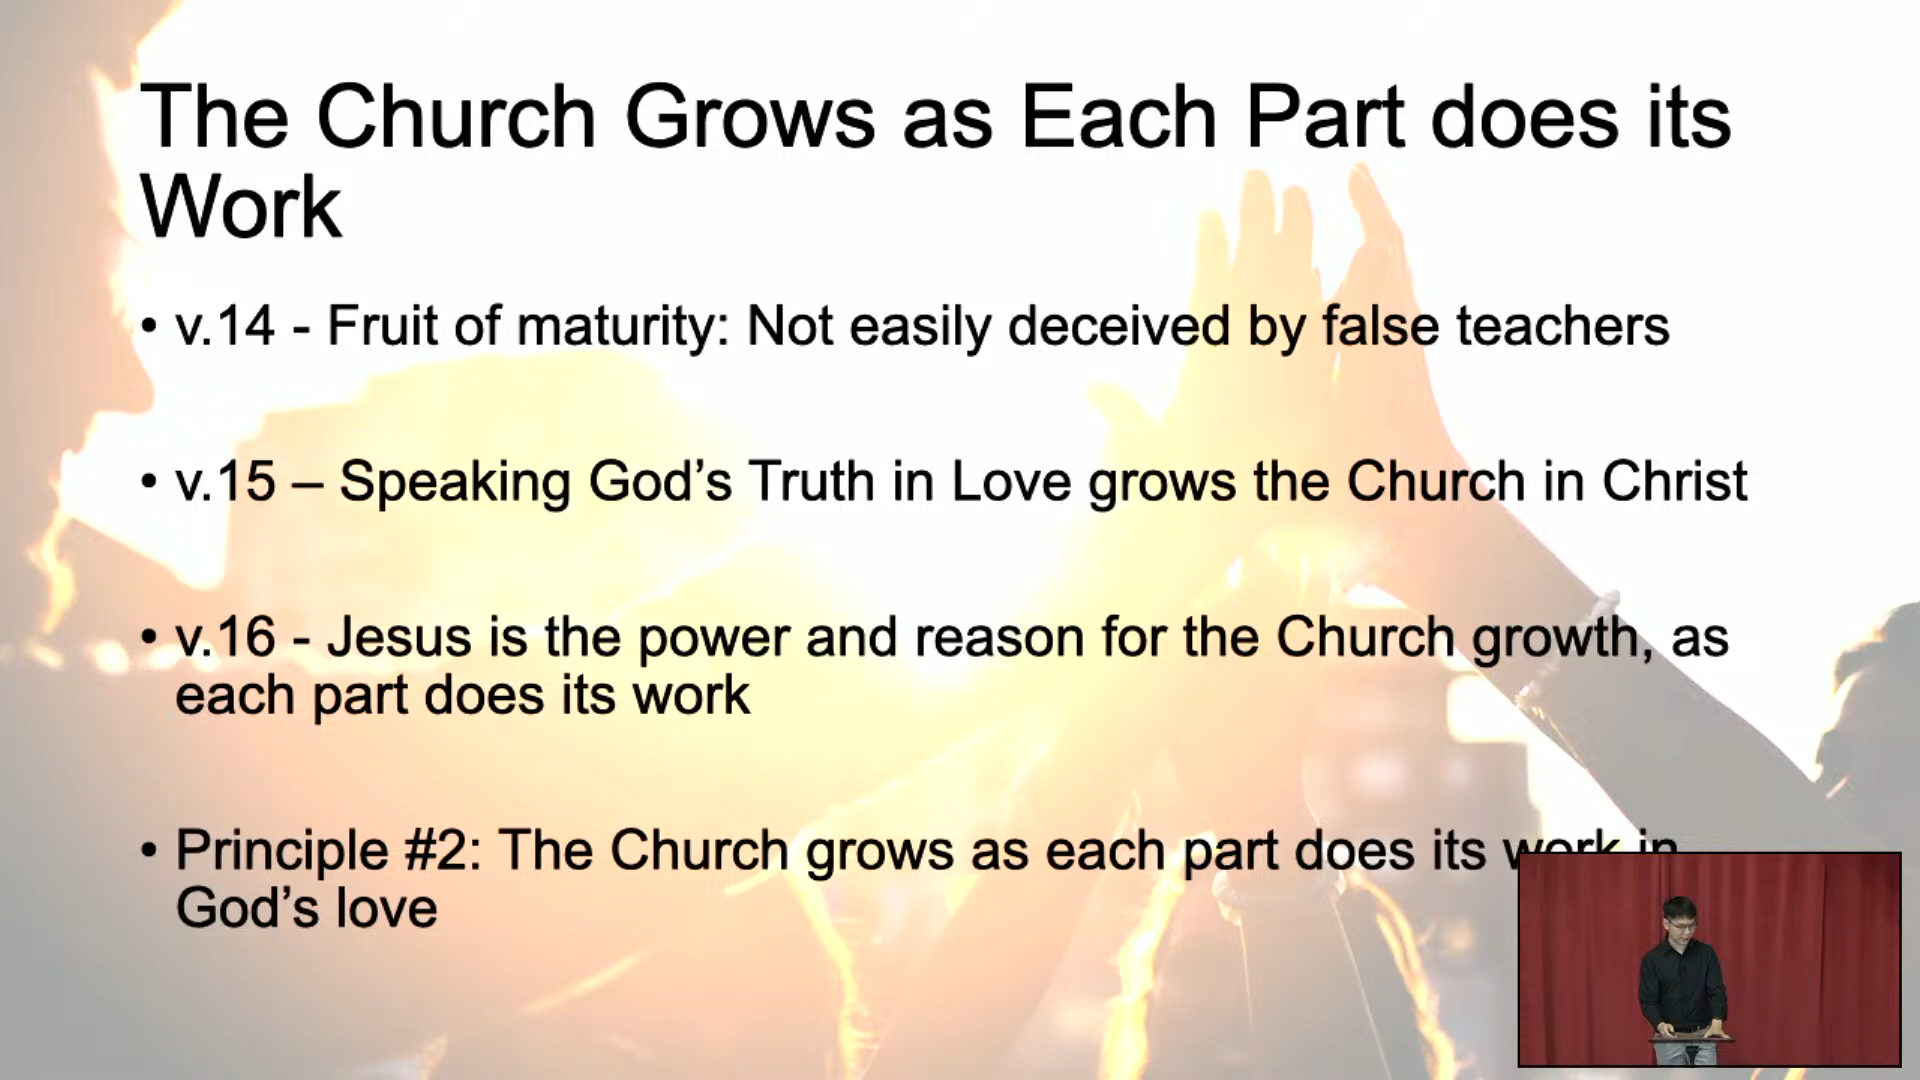 The Church Grows as Each Part does its
Work
• v.14 - Fruit of maturity: Not easily deceived by false teachers
• v.15 – Speaking God’s Truth in Love grows the Church in Christ
• v.16 - Jesus is the power and reason for the Church growth, as
each part does its work
• Principle #2: The Church grows as each part does its work in
God’s love